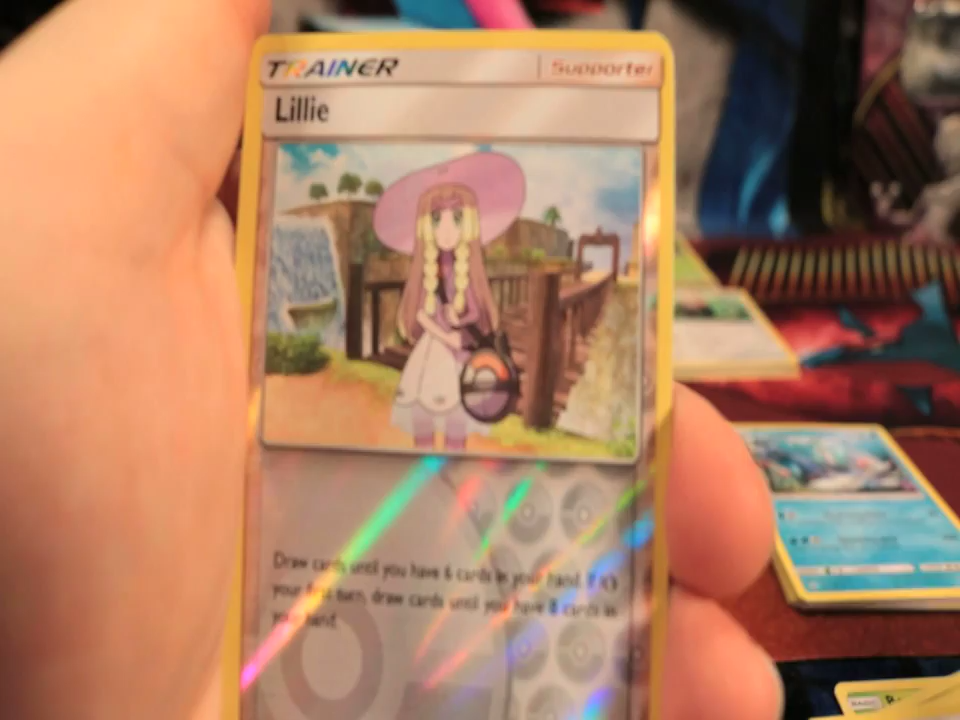 TRAINER
Supporter
Lillie
Draw cards until you have 6 cards in your hand. If it's
your first turn, draw cards until you have 8 cards in
your hand.
BASIC